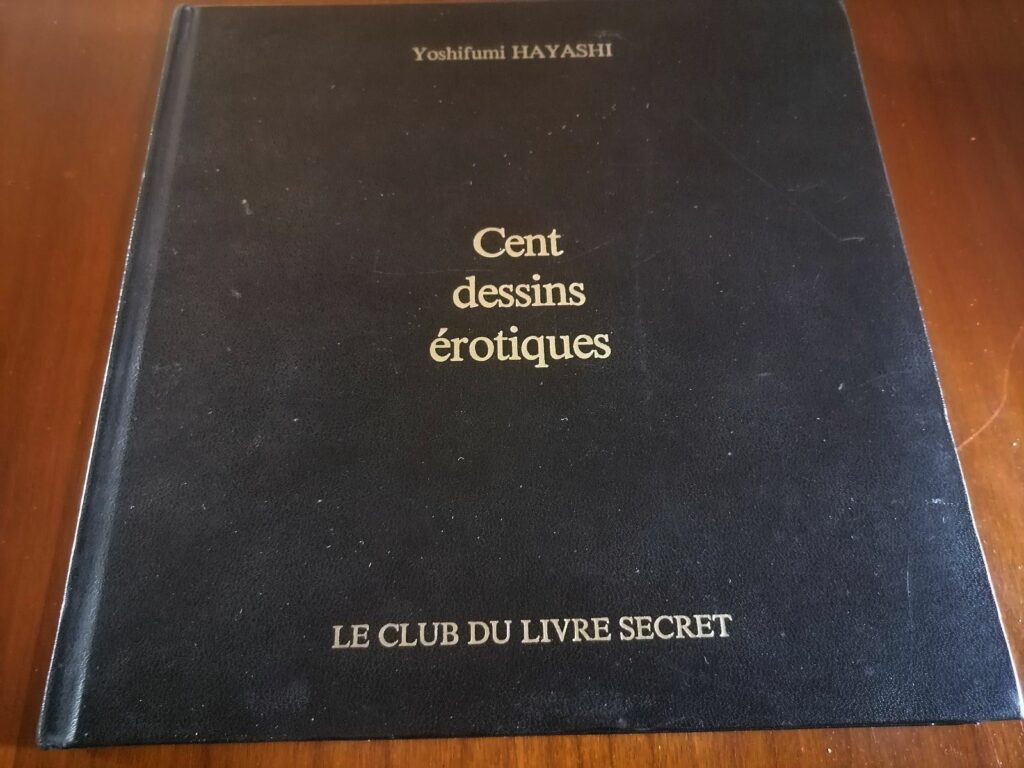 Yoshifumi HAYASHI
Cent
dessins
érotiques
LE CLUB DU LIVRE SECRET